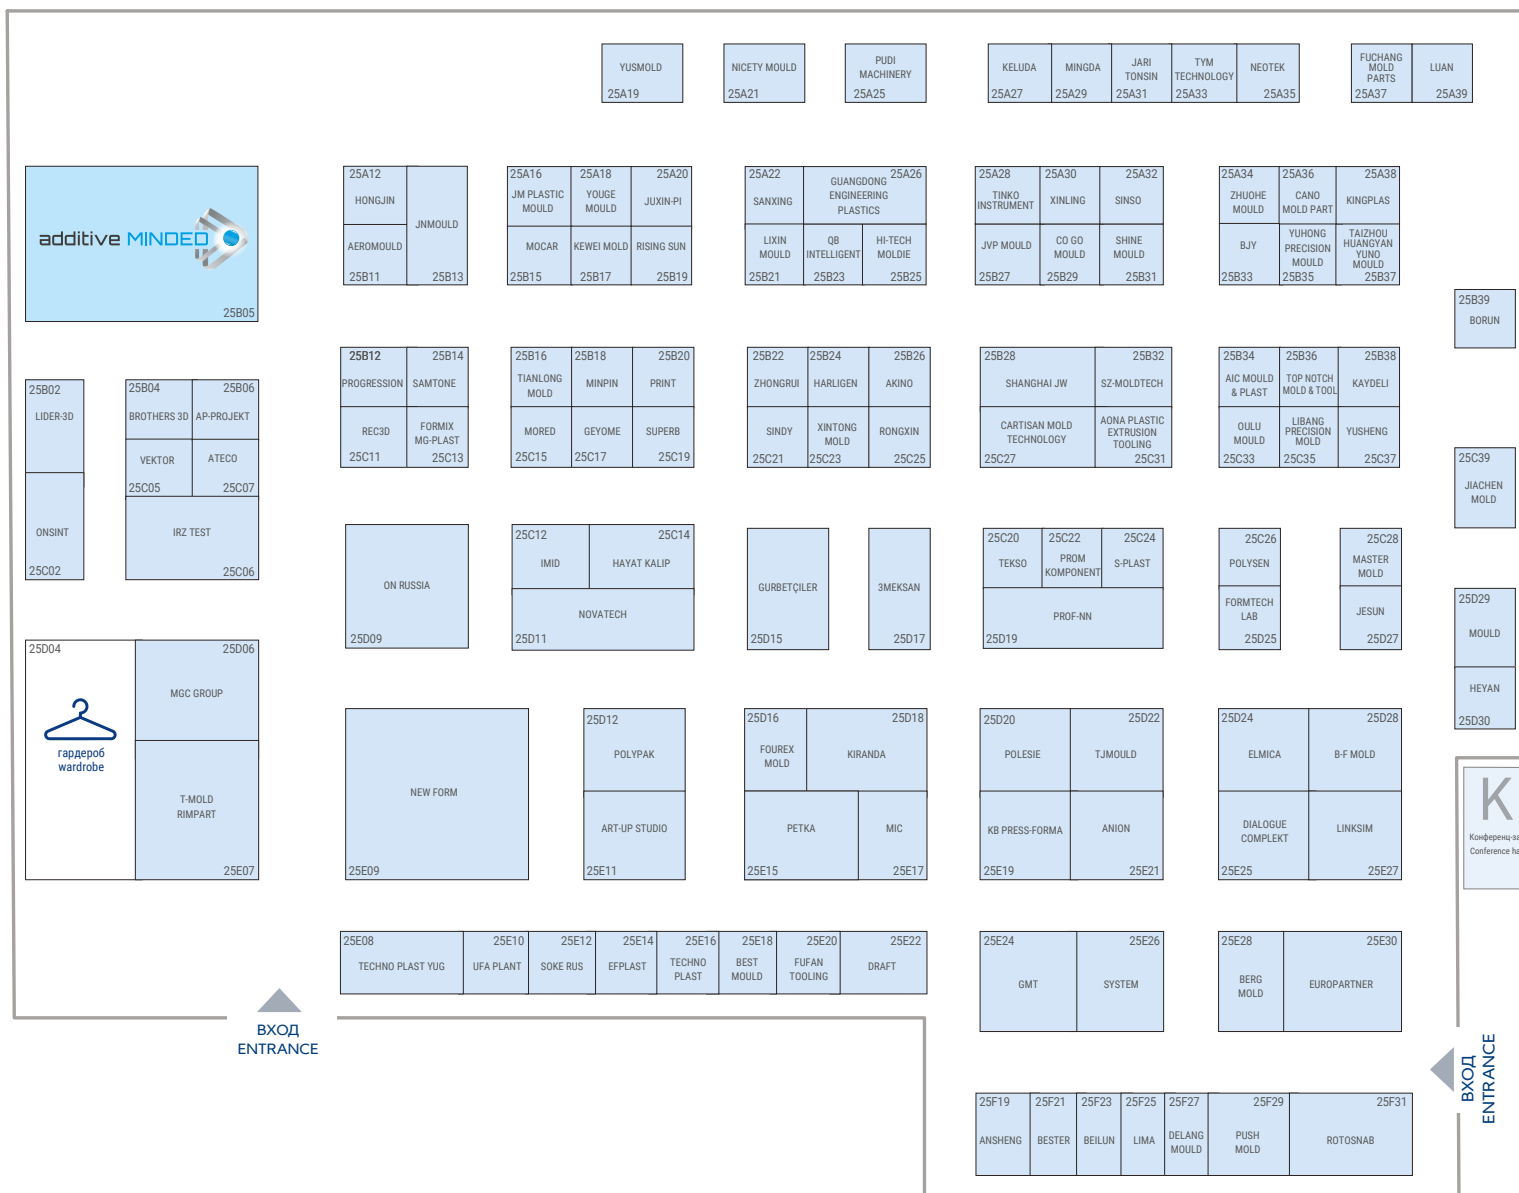 YUSMOLD
25A19
NICETY MOULD
25A21
PUDI
MACHINERY
25A25
KELUDA
25A27
MINGDA
25A29
JARI
TONSIN
25A31
TYM
TECHNOLOGY
25A33
NEOTEK
25A35
FUCHANG
MOLD
PARTS
25A37
LUAN
25A39
additive MINDED
25B05
25A12
HONGJIN
AEROMOULD
25B11
JNMOULD
25B13
25A16
JM PLASTIC
MOULD
25A18
YOUGE
MOULD
25A20
JUXIN-PI
MOCAR
25B15
KEWEI MOLD
25B17
RISING SUN
25B19
25A22
SANXING
25A26
GUANGDONG
ENGINEERING
PLASTICS
LIXIN
MOULD
25B21
QB
INTELLIGENT
25B23
HI-TECH
MOLDIE
25B25
25A28
TINKO
INSTRUMENT
25A30
XINLING
25A32
SINSO
JVP MOULD
25B27
CO GO
MOULD
25B29
SHINE
MOULD
25B31
25A34
ZHUOHE
MOULD
25A36
CANO
MOLD PART
25A38
KINGPLAS
BJY
25B33
YUHONG
PRECISION
MOULD
25B35
TAIZHOU
HUANGYAN
YUNO
MOULD
25B37
25B39
BORUN
25B02
LIDER-3D
ONSINT
25C02
25B04
BROTHERS 3D
25B06
AP-PROJEKT
VEKTOR
25C05
ATECO
25C07
IRZ TEST
25C06
25B12
PROGRESSION
25B14
SAMTONE
REC3D
25C11
FORMIX
MG-PLAST
25C13
25B16
TIANLONG
MOLD
25B18
MINPIN
25B20
PRINT
MORED
25C15
GEYOME
25C17
SUPERB
25C19
25B22
ZHONGRUI
25B24
HARLIGEN
25B26
AKINO
SINDY
25C21
XINTONG
MOLD
25C23
RONGXIN
25C25
25B28
SHANGHAI JW
25B32
SZ-MOLDTECH
CARTISAN MOLD
TECHNOLOGY
25C27
AONA PLASTIC
EXTRUSION
TOOLING
25C31
25B34
AIC MOULD
& PLAST
25B36
TOP NOTCH
MOLD & TOOL
25B38
KAYDELI
OULU
MOULD
25C33
LIBANG
PRECISION
MOLD
25C35
YUSHENG
25C37
25C39
JIACHEN
MOLD
ON RUSSIA
25D09
25C12
IMID
25C14
HAYAT KALIP
NOVATECH
25D11
GURBETÇILER
25D15
3MEKSAN
25D17
25C20
TEKSO
25C22
PROM
KOMPONENT
25C24
S-PLAST
PROF-NN
25D19
25C26
POLYSEN
FORMTECH
LAB
25D25
25C28
MASTER
MOLD
JESUN
25D27
25D29
MOULD
HEYAN
25D30
25D04
гардероб
wardrobe
25D06
MGC GROUP
T-MOLD
RIMPART
25E07
NEW FORM
25E09
25D12
POLYPAK
ART-UP STUDIO
25E11
25D16
FOUREX
MOLD
25D18
KIRANDA
PETKA
25E15
MIC
25E17
25D20
POLESIE
25D22
TJMOULD
KB PRESS-FORMA
25E19
ANION
25E21
25D24
ELMICA
25D28
B-F MOLD
DIALOGUE
COMPLEKT
25E25
LINKSIM
25E27
K
Конференц-за
Conference ha
25E08
TECHNO PLAST YUG
25E10
UFA PLANT
25E12
SOKE RUS
25E14
EFPLAST
25E16
TECHNO
PLAST
25E18
BEST
MOULD
25E20
FUFAN
TOOLING
25E22
DRAFT
25E24
GMT
25E26
SYSTEM
25E28
BERG
MOLD
25E30
EUROPARTNER
ВХОД
ENTRANCE
ВХОД
ENTRANCE
25F19
ANSHENG
25F21
BESTER
25F23
BEILUN
25F25
LIMA
25F27
DELANG
MOULD
25F29
PUSH
MOLD
25F31
ROTOSNAB